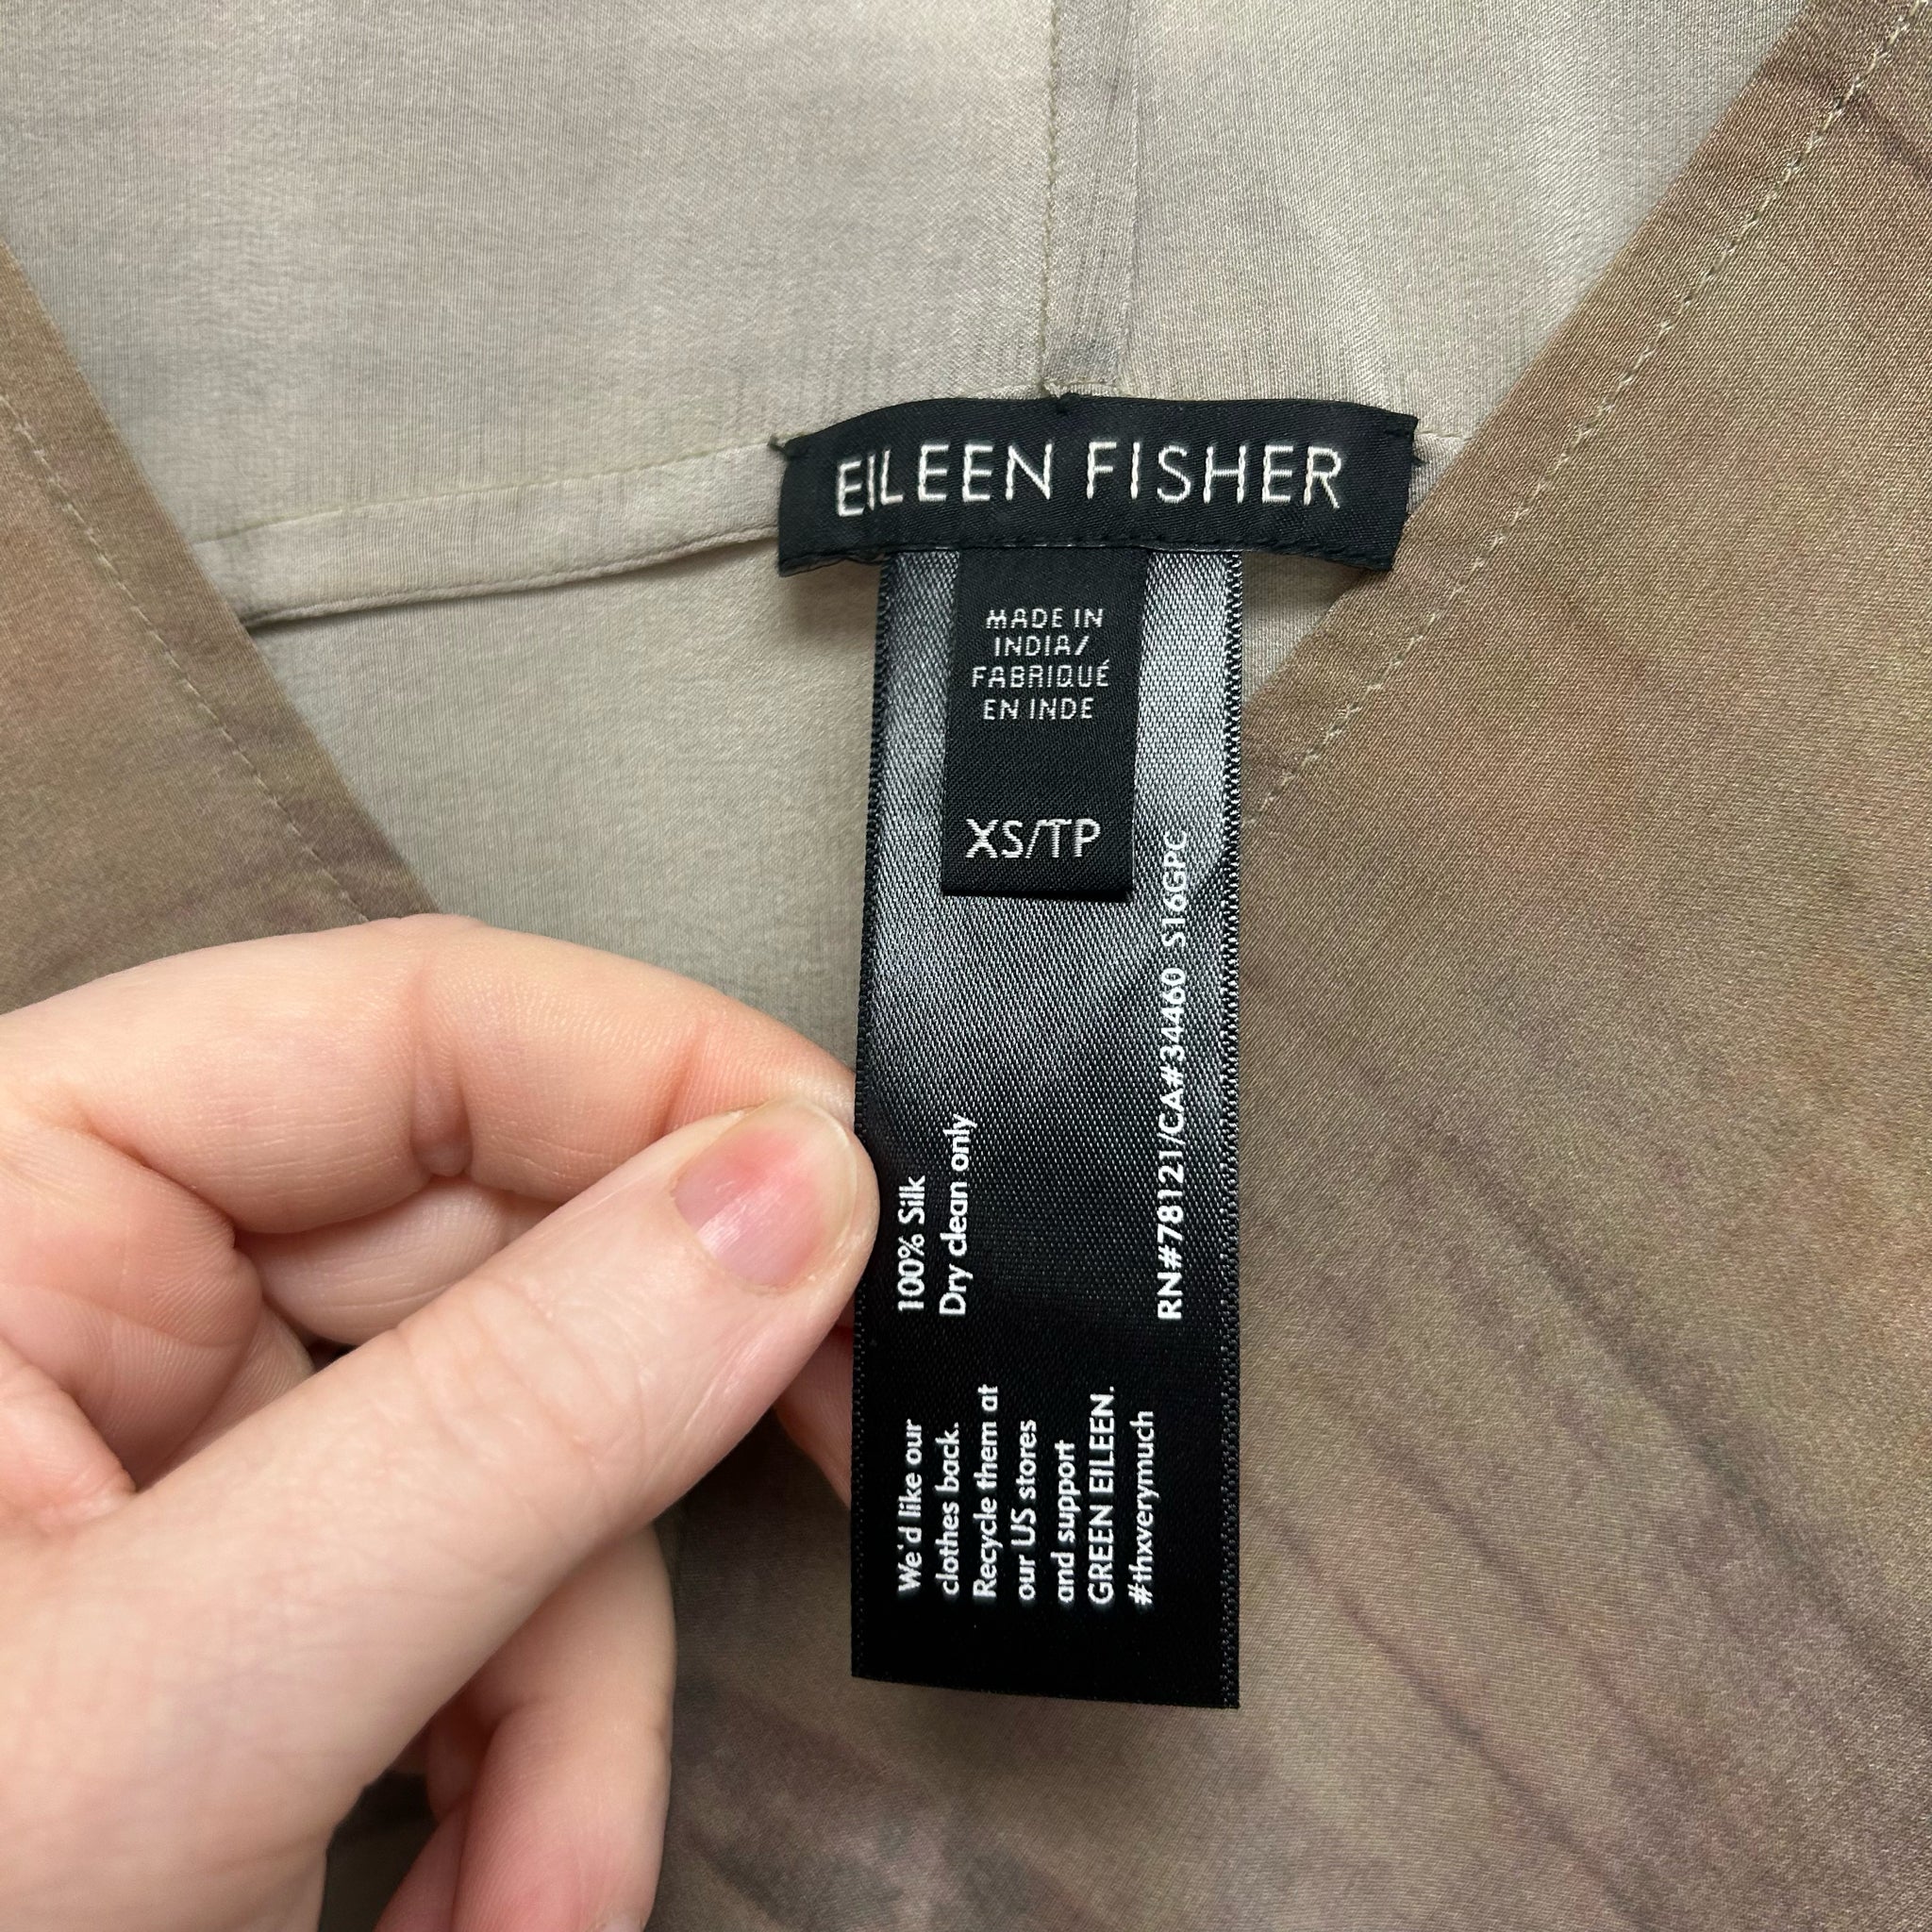 EILEEN FISHER
MADE IN
INDIA/
FABRIQUÉ
EN INDE
XS/TP
100% Silk
Dry clean only
RN#78121/CA#34460 S16GPC
We'd like our
clothes back.
Recycle them at
our US stores
and support
GREEN EILEEN.
#thxverymuch